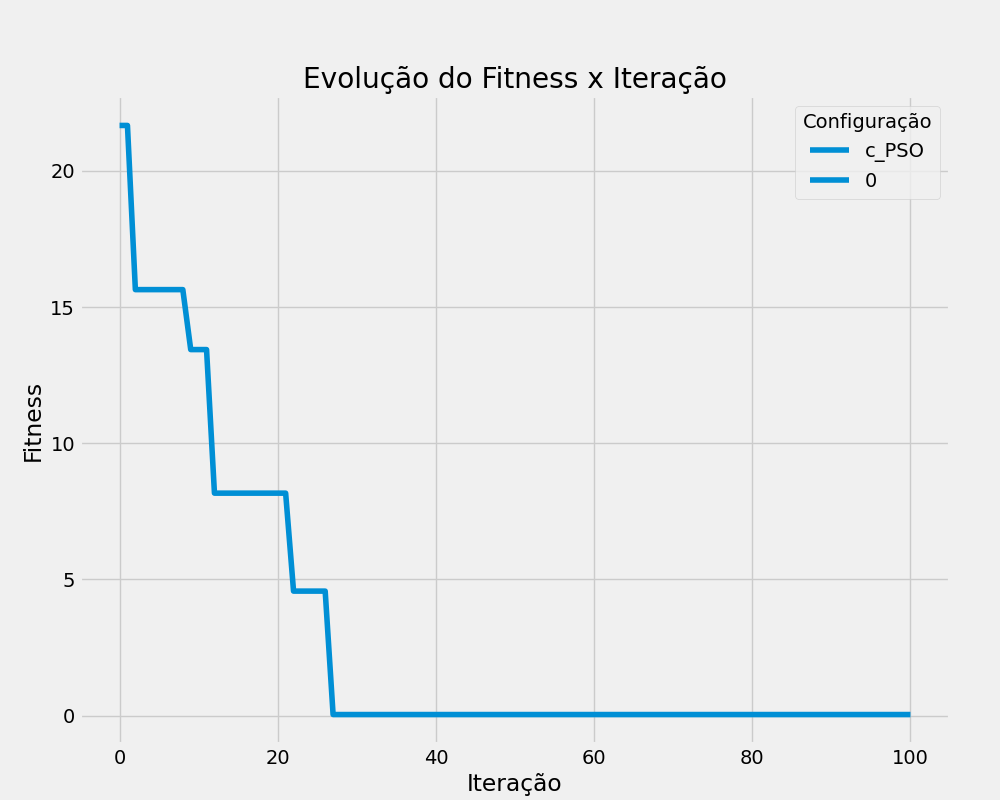 Evolução do Fitness x Iteração
Configuração
c_PSO
0
Fitness
20
15
10
5
0
0 20 40 60 80 100
Iteração